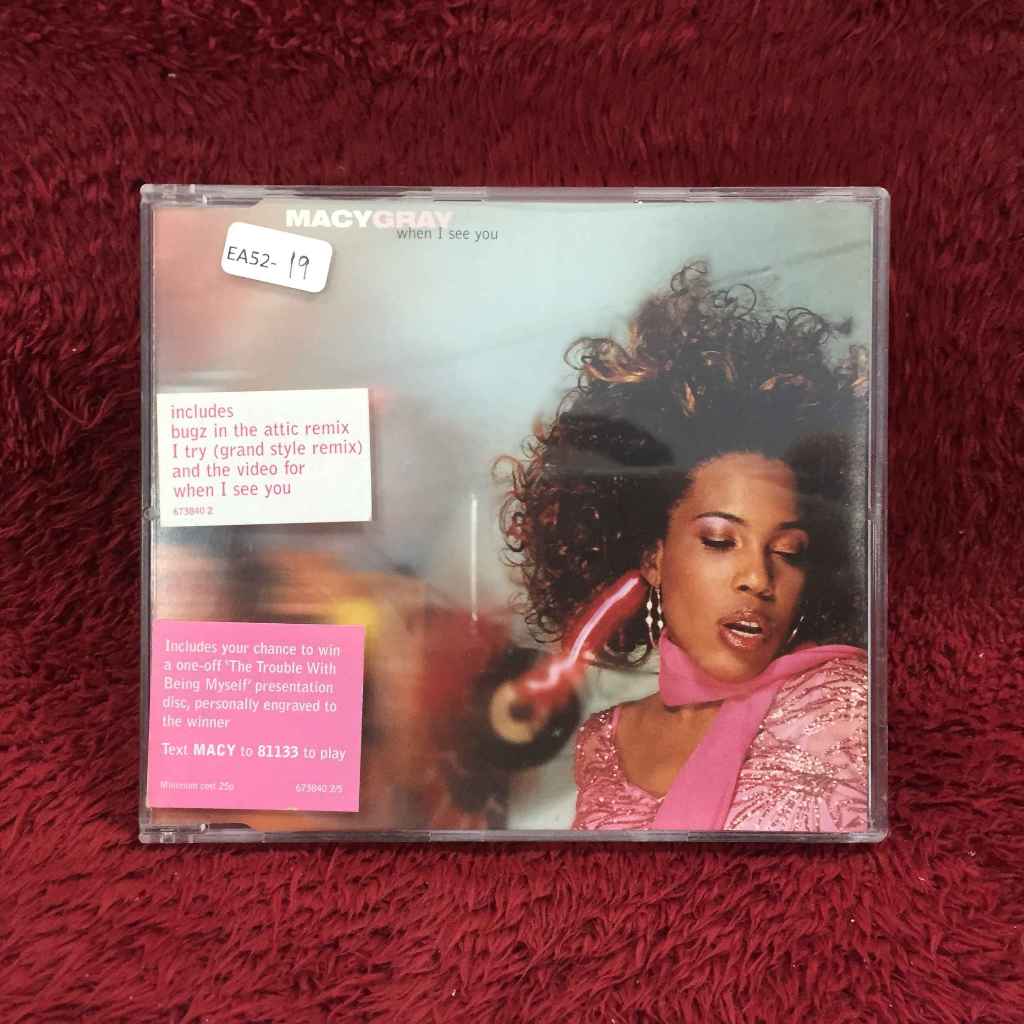 MACYGRAY
when I see you
EA52- 19
includes
bugz in the attic remix
I try (grand style remix)
and the video for
when I see you
673840 2
Includes your chance to win
a one-off 'The Trouble With
Being Myself' presentation
disc, personally engraved to
the winner
Text MACY to 81133 to play
Minimum cost 25p 673840 2/5